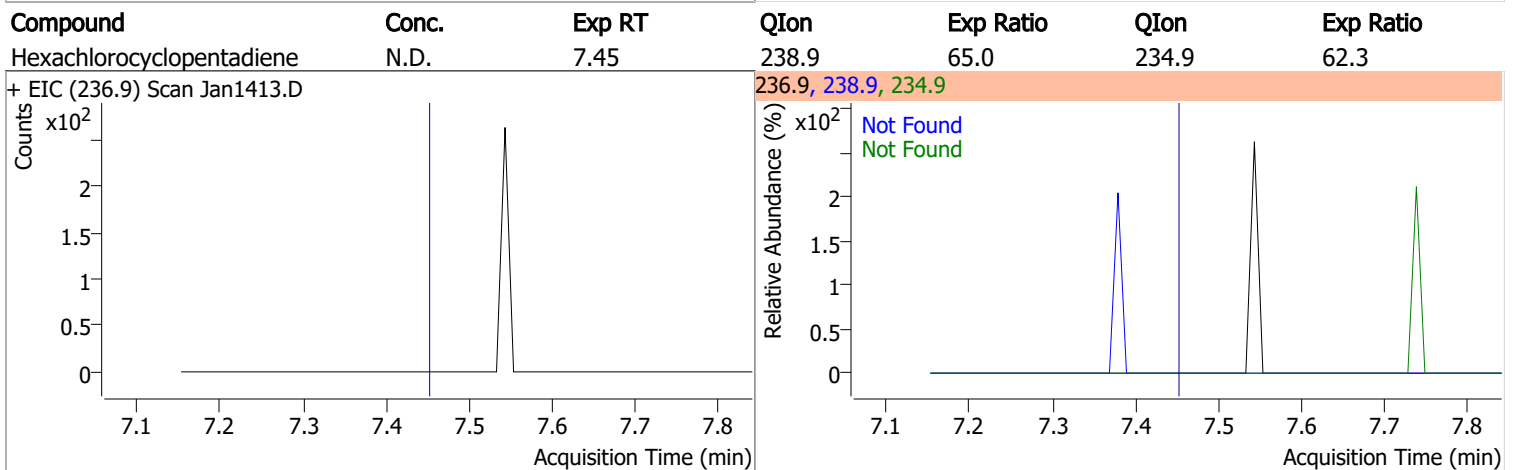 Compound Conc. Exp RT QIon Exp Ratio QIon Exp Ratio
Hexachlorocyclopentadiene N.D. 7.45 238.9 65.0 234.9 62.3
+ EIC (236.9) Scan Jan1413.D
Counts
x10²
2
1.5
1
0.5
0
7.1 7.2 7.3 7.4 7.5 7.6 7.7 7.8
Acquisition Time (min)
236.9, 238.9, 234.9
Relative Abundance (%)
x10²
Not Found
Not Found
2
1.5
1
0.5
0
7.1 7.2 7.3 7.4 7.5 7.6 7.7 7.8
Acquisition Time (min)